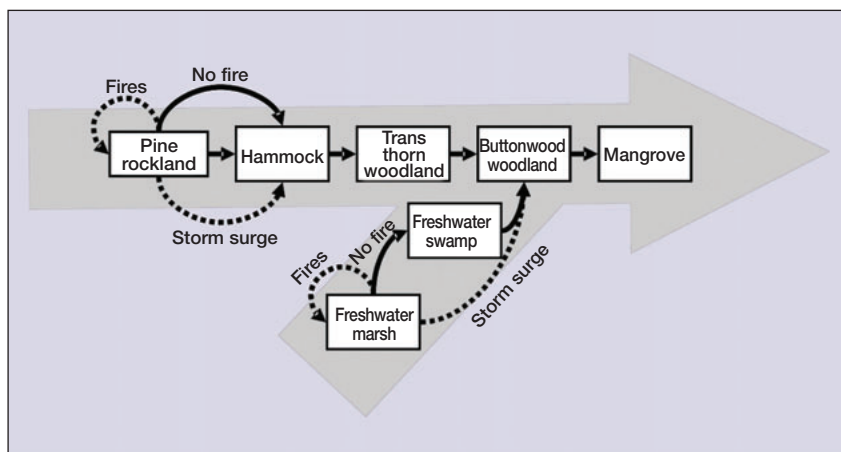 No fire
Fires
Pine
rockland
Hammock
Trans
thorn
woodland
Buttonwood
woodland
Mangrove
Storm surge
Freshwater
swamp
No fire
Fires
Storm surge
Freshwater
marsh